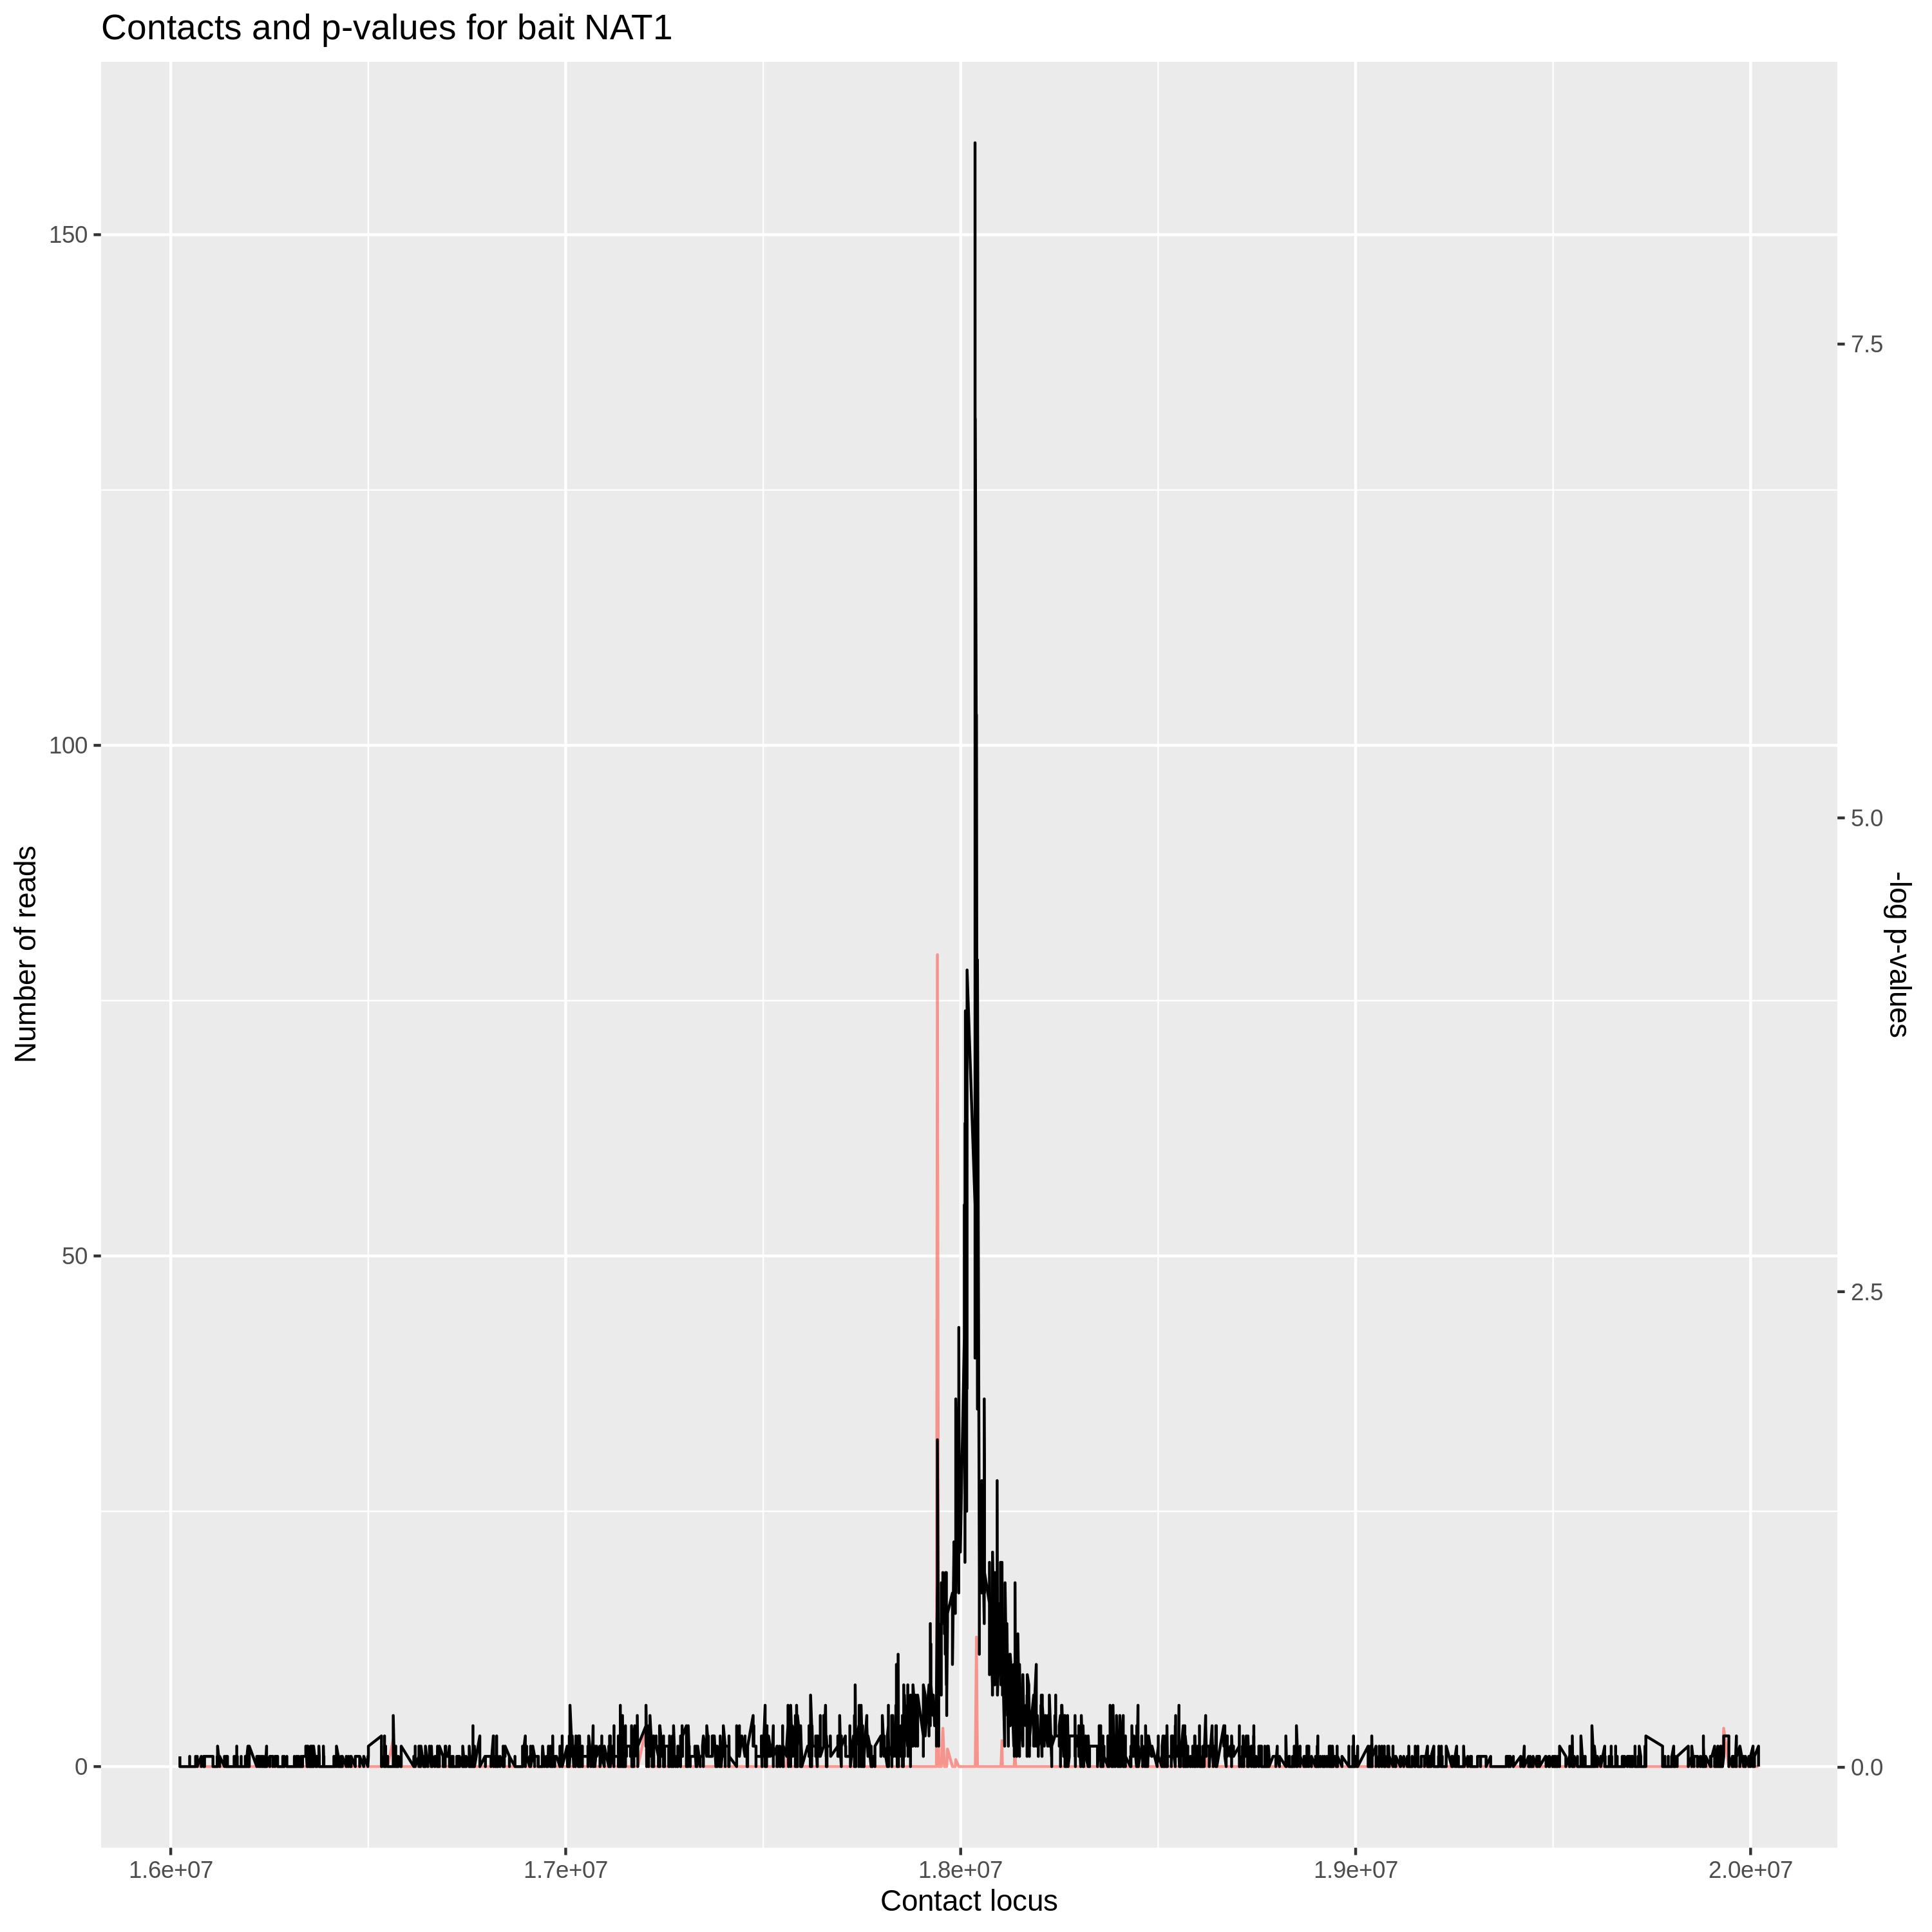 Contacts and p-values for bait NAT1
150
100
50
0
Number of reads
7.5
5.0
2.5
0.0
-log p-values
1.6e+07
1.7e+07
1.8e+07
1.9e+07
2.0e+07
Contact locus